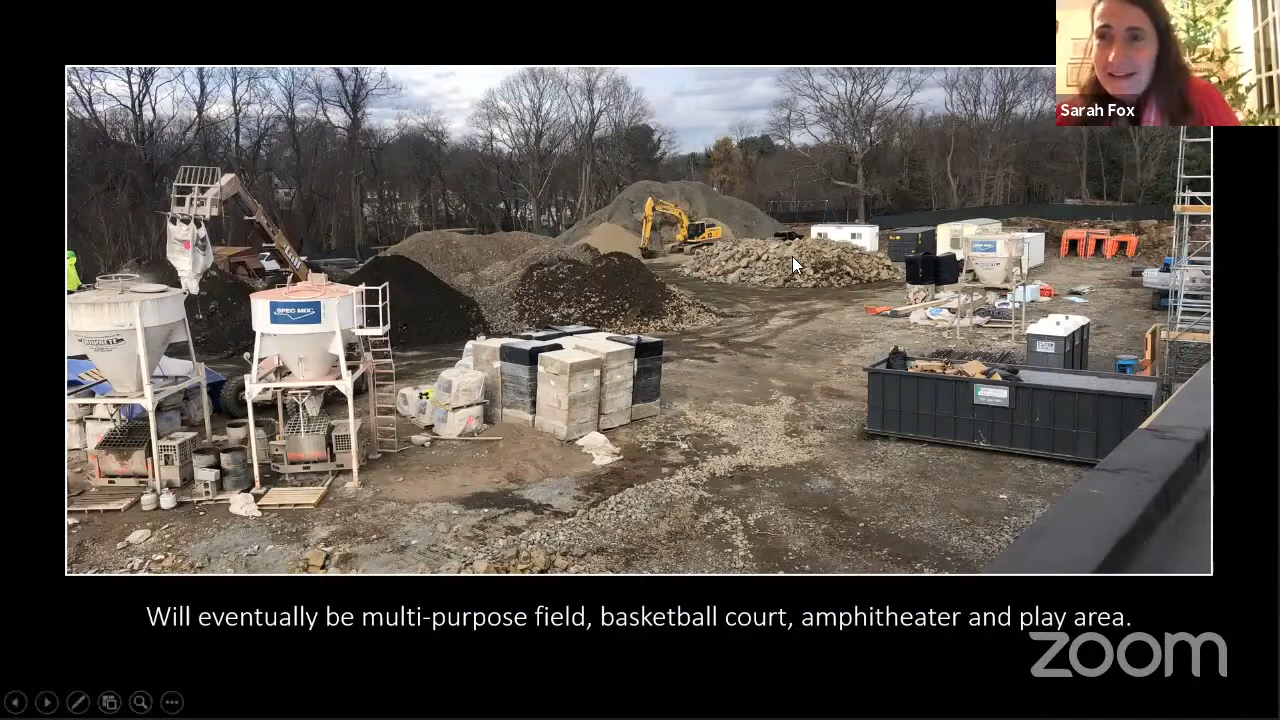 Sarah Fox
SPEC MIX
Will eventually be multi-purpose field, basketball court, amphitheater and play area.
zoom